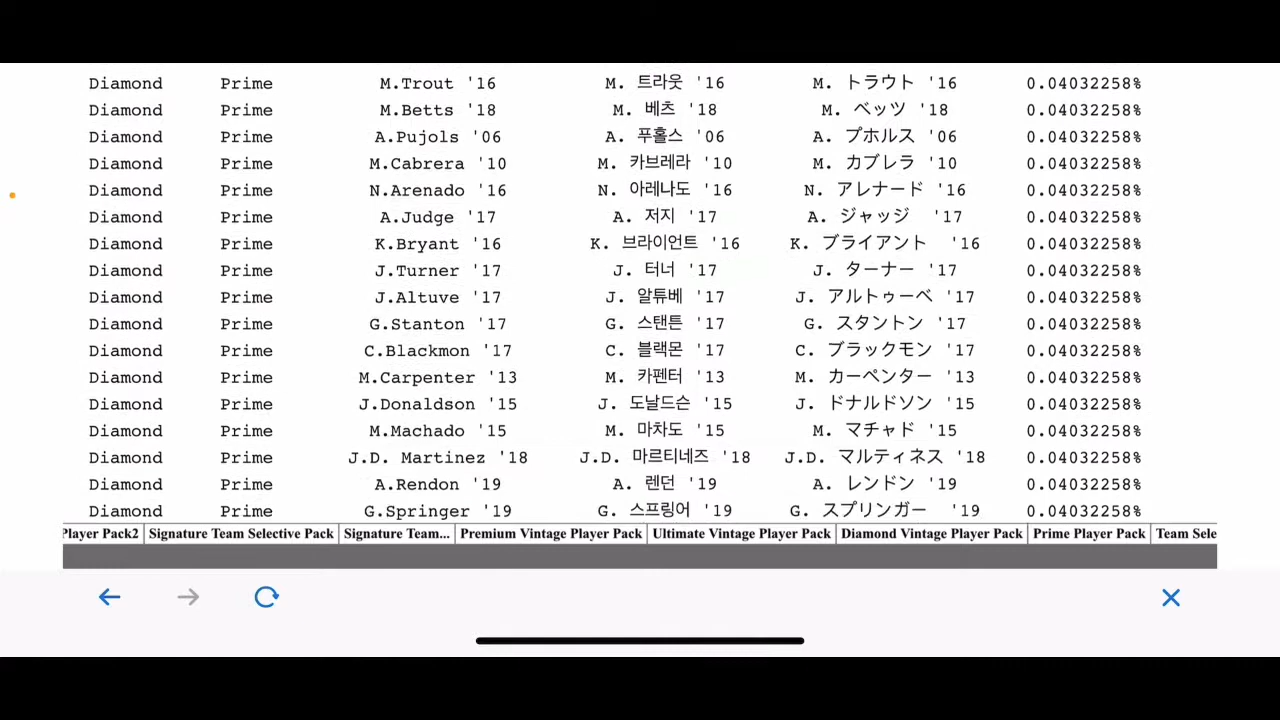 Diamond Prime M.Trout '16 M. 트라웃 '16 M. トラウト '16 0.04032258%
Diamond Prime M.Betts '18 M. 베츠 '18 M. ベッツ '18 0.04032258%
Diamond Prime A.Pujols '06 A. 푸홀스 '06 A. プホルス '06 0.04032258%
Diamond Prime M.Cabrera '10 M. 카브레라 '10 M. カブレラ '10 0.04032258%
Diamond Prime N.Arenado '16 N. 아레나도 '16 N. アレナード '16 0.04032258%
Diamond Prime A.Judge '17 A. 저지 '17 A. ジャッジ '17 0.04032258%
Diamond Prime K.Bryant '16 K. 브라이언트 '16 K. ブライアント '16 0.04032258%
Diamond Prime J.Turner '17 J. 터너 '17 J. ターナー '17 0.04032258%
Diamond Prime J.Altuve '17 J. 알튜베 '17 J. アルトゥーベ '17 0.04032258%
Diamond Prime G.Stanton '17 G. 스탠튼 '17 G. スタントン '17 0.04032258%
Diamond Prime C.Blackmon '17 C. 블랙몬 '17 C. ブラックモン '17 0.04032258%
Diamond Prime M.Carpenter '13 M. 카펜터 '13 M. カーペンター '13 0.04032258%
Diamond Prime J.Donaldson '15 J. 도날드슨 '15 J. ドナルドソン '15 0.04032258%
Diamond Prime M.Machado '15 M. 마차도 '15 M. マチャド '15 0.04032258%
Diamond Prime J.D. Martinez '18 J.D. 마르티네즈 '18 J.D. マルティネス '18 0.04032258%
Diamond Prime A.Rendon '19 A. 렌던 '19 A. レンドン '19 0.04032258%
Diamond Prime G.Springer '19 G. 스프링어 '19 G. スプリンガー '19 0.04032258%
Player Pack2 Signature Team Selective Pack Signature Team... Premium Vintage Player Pack Ultimate Vintage Player Pack Diamond Vintage Player Pack Prime Player Pack Team Sele